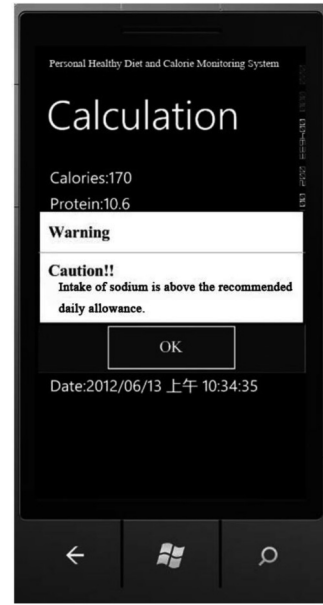 Personal Healthy Diet and Calorie Monitoring System
Calculation
Calories:170
Protein:10.6
Warning
Caution!!
Intake of sodium is above the recommended
daily allowance.
OK
Date:2012/06/13 上午 10:34:35